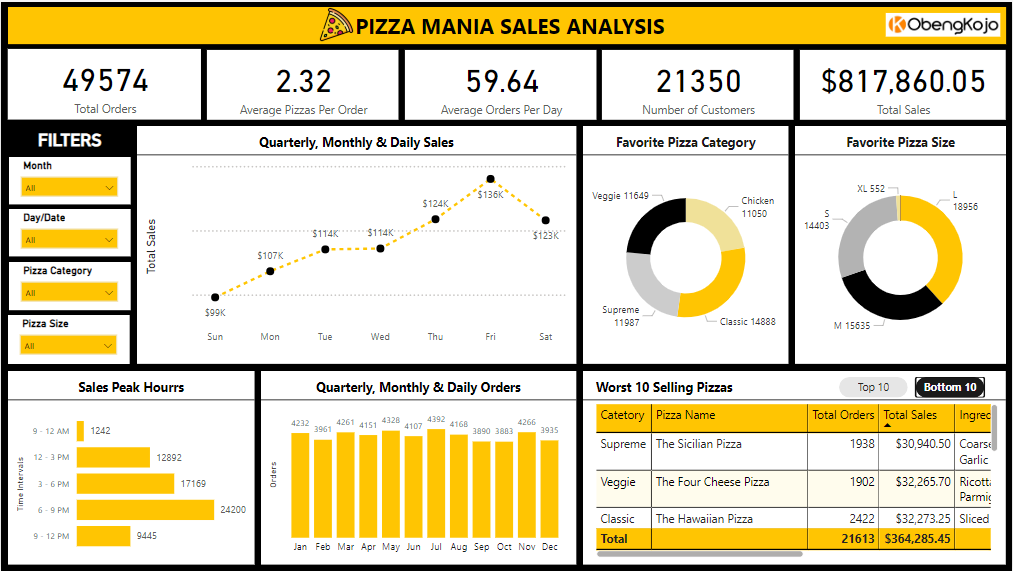 PIZZA MANIA SALES ANALYSIS
ObengKojo
49574
Total Orders
2.32
Average Pizzas Per Order
59.64
Average Orders Per Day
21350
Number of Customers
$817,860.05
Total Sales
FILTERS
Month
All
Day/Date
All
Pizza Category
All
Pizza Size
All
Quarterly, Monthly & Daily Sales
Total Sales
$99K
$107K
$114K
$114K
$124K
$136K
$123K
Sun Mon Tue Wed Thu Fri Sat
Favorite Pizza Category
Veggie 11649
Chicken
11050
Supreme
11987
Classic 14888
Favorite Pizza Size
XL 552
L
18956
S
14403
M 15635
Sales Peak Hourrs
Time Intervals
9 - 12 AM 1242
12 - 3 PM 12892
3 - 6 PM 17169
6 - 9 PM 24200
9 - 12 PM 9445
Quarterly, Monthly & Daily Orders
Orders
4232 3961 4261 4151 4328 4107 4392 4168 3890 3883 4266 3935
Jan Feb Mar Apr May Jun Jul Aug Sep Oct Nov Dec
Worst 10 Selling Pizzas
Top 10
Bottom 10
Catetory Pizza Name Total Orders Total Sales Ingrec
Supreme The Sicilian Pizza 1938 $30,940.50 Coarse
Garlic
Veggie The Four Cheese Pizza 1902 $32,265.70 Ricotta
Parmig
Classic The Hawaiian Pizza 2422 $32,273.25 Sliced
Total 21613 $364,285.45